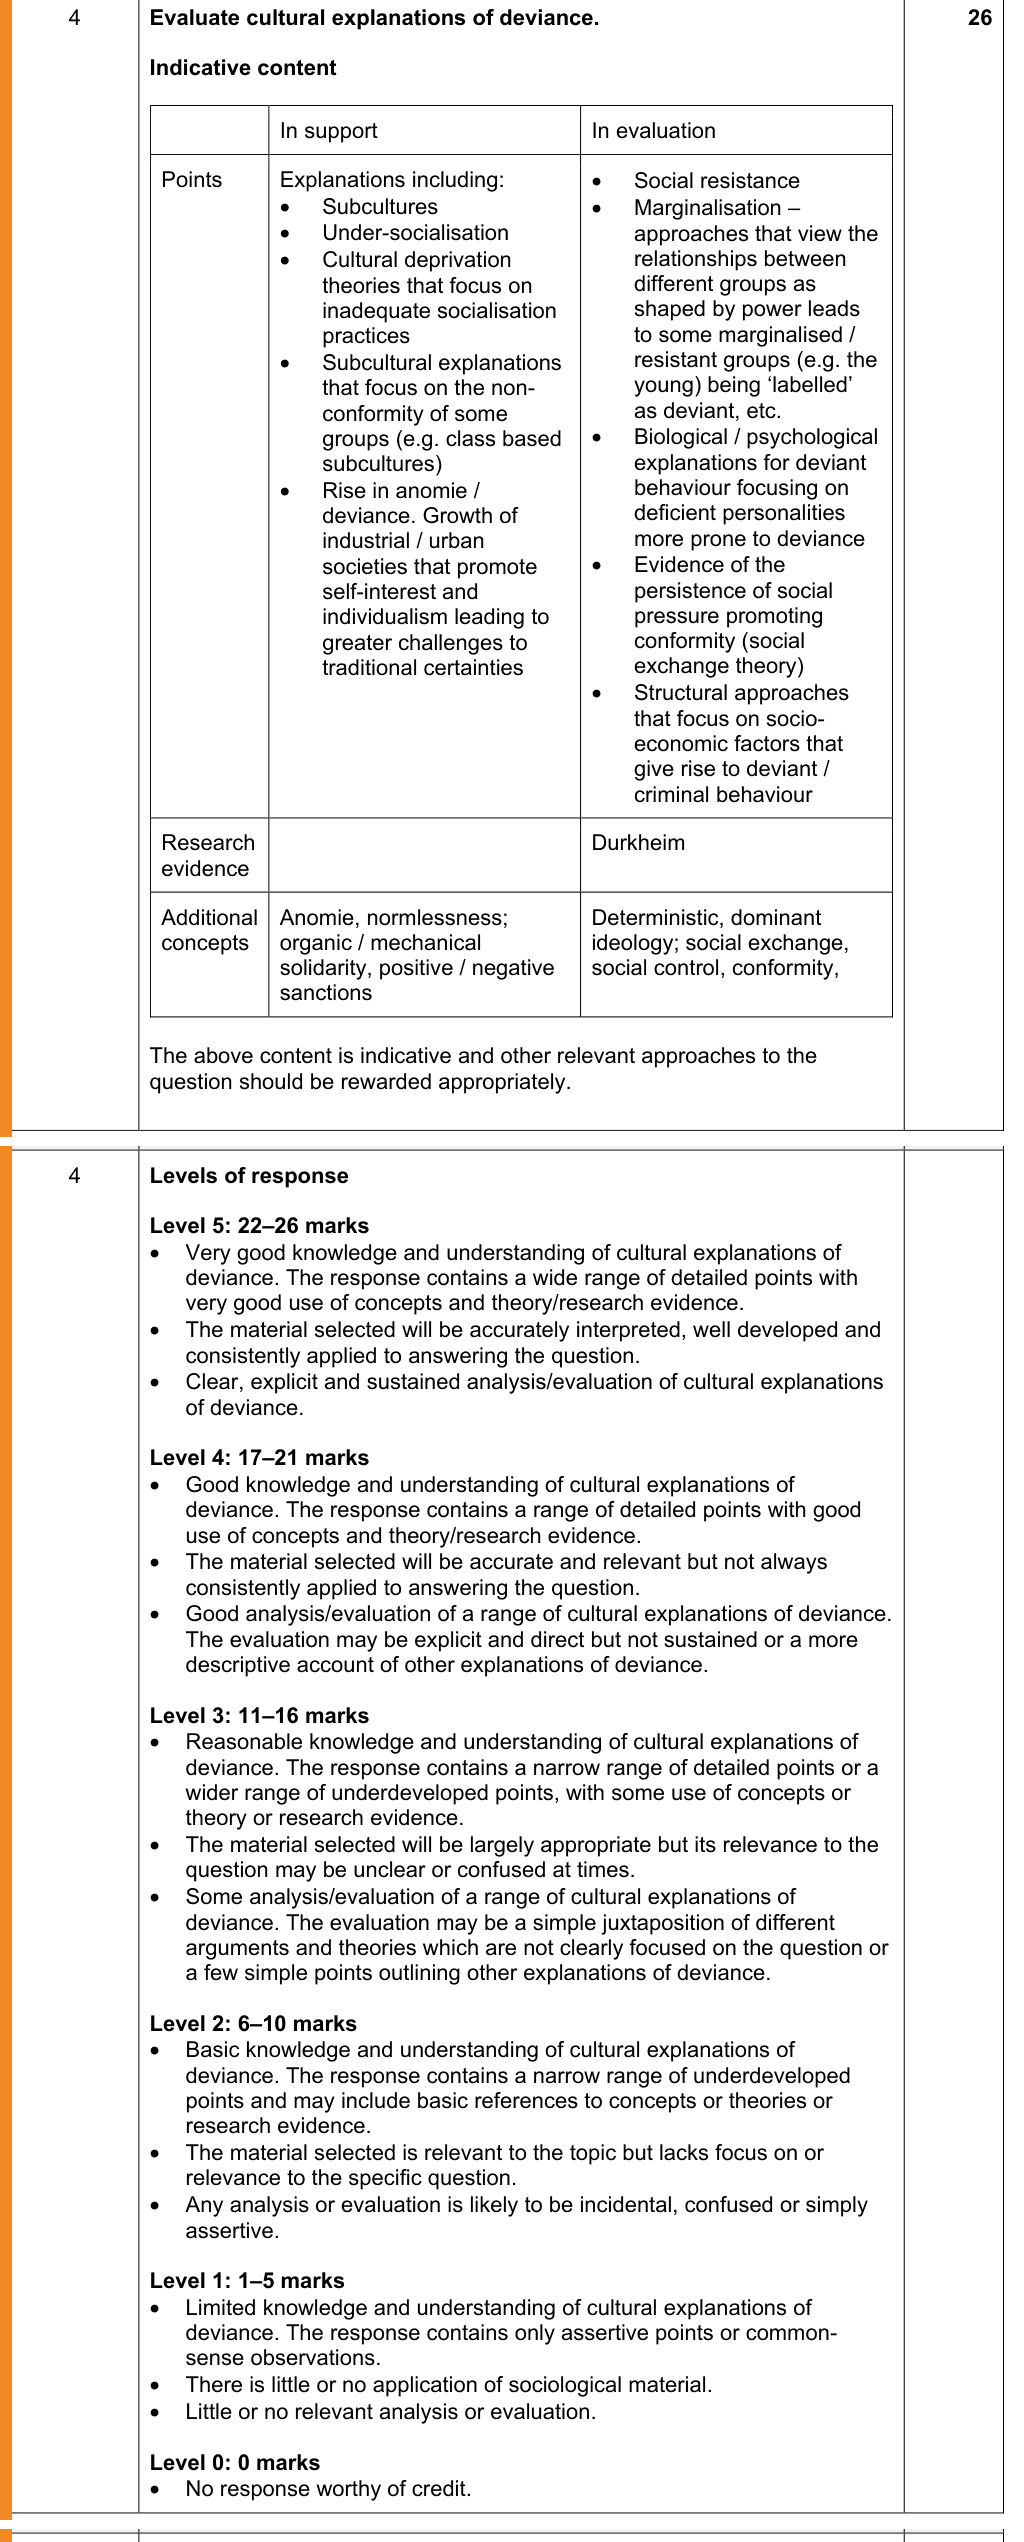 4 Evaluate cultural explanations of deviance. 26
Indicative content
In support In evaluation
Points
Explanations including:
• Subcultures
• Under-socialisation
• Cultural deprivation
theories that focus on
inadequate socialisation
practices
• Subcultural explanations
that focus on the non-
conformity of some
groups (e.g. class based
subcultures)
• Rise in anomie /
deviance. Growth of
industrial / urban
societies that promote
self-interest and
individualism leading to
greater challenges to
traditional certainties
• Social resistance
• Marginalisation –
approaches that view the
relationships between
different groups as
shaped by power leads
to some marginalised /
resistant groups (e.g. the
young) being ‘labelled’
as deviant, etc.
• Biological / psychological
explanations for deviant
behaviour focusing on
deficient personalities
more prone to deviance
• Evidence of the
persistence of social
pressure promoting
conformity (social
exchange theory)
• Structural approaches
that focus on socio-
economic factors that
give rise to deviant /
criminal behaviour
Research
evidence
Durkheim
Additional
concepts
Anomie, normlessness;
organic / mechanical
solidarity, positive / negative
sanctions
Deterministic, dominant
ideology; social exchange,
social control, conformity,
The above content is indicative and other relevant approaches to the
question should be rewarded appropriately.
4 Levels of response
Level 5: 22–26 marks
• Very good knowledge and understanding of cultural explanations of
deviance. The response contains a wide range of detailed points with
very good use of concepts and theory/research evidence.
• The material selected will be accurately interpreted, well developed and
consistently applied to answering the question.
• Clear, explicit and sustained analysis/evaluation of cultural explanations
of deviance.
Level 4: 17–21 marks
• Good knowledge and understanding of cultural explanations of
deviance. The response contains a range of detailed points with good
use of concepts and theory/research evidence.
• The material selected will be accurate and relevant but not always
consistently applied to answering the question.
• Good analysis/evaluation of a range of cultural explanations of deviance.
The evaluation may be explicit and direct but not sustained or a more
descriptive account of other explanations of deviance.
Level 3: 11–16 marks
• Reasonable knowledge and understanding of cultural explanations of
deviance. The response contains a narrow range of detailed points or a
wider range of underdeveloped points, with some use of concepts or
theory or research evidence.
• The material selected will be largely appropriate but its relevance to the
question may be unclear or confused at times.
• Some analysis/evaluation of a range of cultural explanations of
deviance. The evaluation may be a simple juxtaposition of different
arguments and theories which are not clearly focused on the question or
a few simple points outlining other explanations of deviance.
Level 2: 6–10 marks
• Basic knowledge and understanding of cultural explanations of
deviance. The response contains a narrow range of underdeveloped
points and may include basic references to concepts or theories or
research evidence.
• The material selected is relevant to the topic but lacks focus on or
relevance to the specific question.
• Any analysis or evaluation is likely to be incidental, confused or simply
assertive.
Level 1: 1–5 marks
• Limited knowledge and understanding of cultural explanations of
deviance. The response contains only assertive points or common-
sense observations.
• There is little or no application of sociological material.
• Little or no relevant analysis or evaluation.
Level 0: 0 marks
• No response worthy of credit.